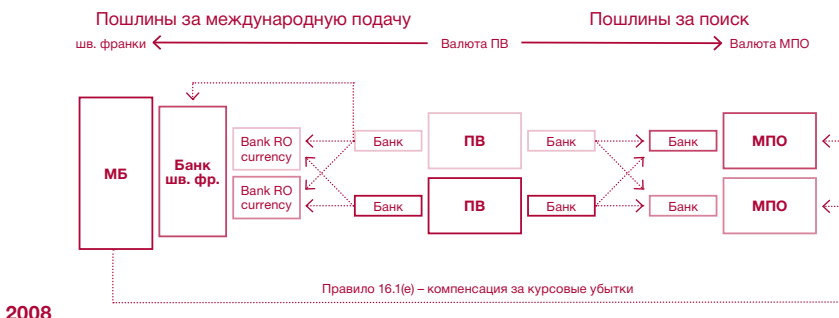 Пошлины за международную подачу
Пошлины за поиск
шв. франки
Валюта ПВ
Валюта МПО
МБ
Банк
шв. фр.
Bank RO
currency
Bank RO
currency
Банк
ПВ
Банк
Банк
МПО
Банк
ПВ
Банк
Банк
МПО
Правило 16.1(e) – компенсация за курсовые убытки
2008